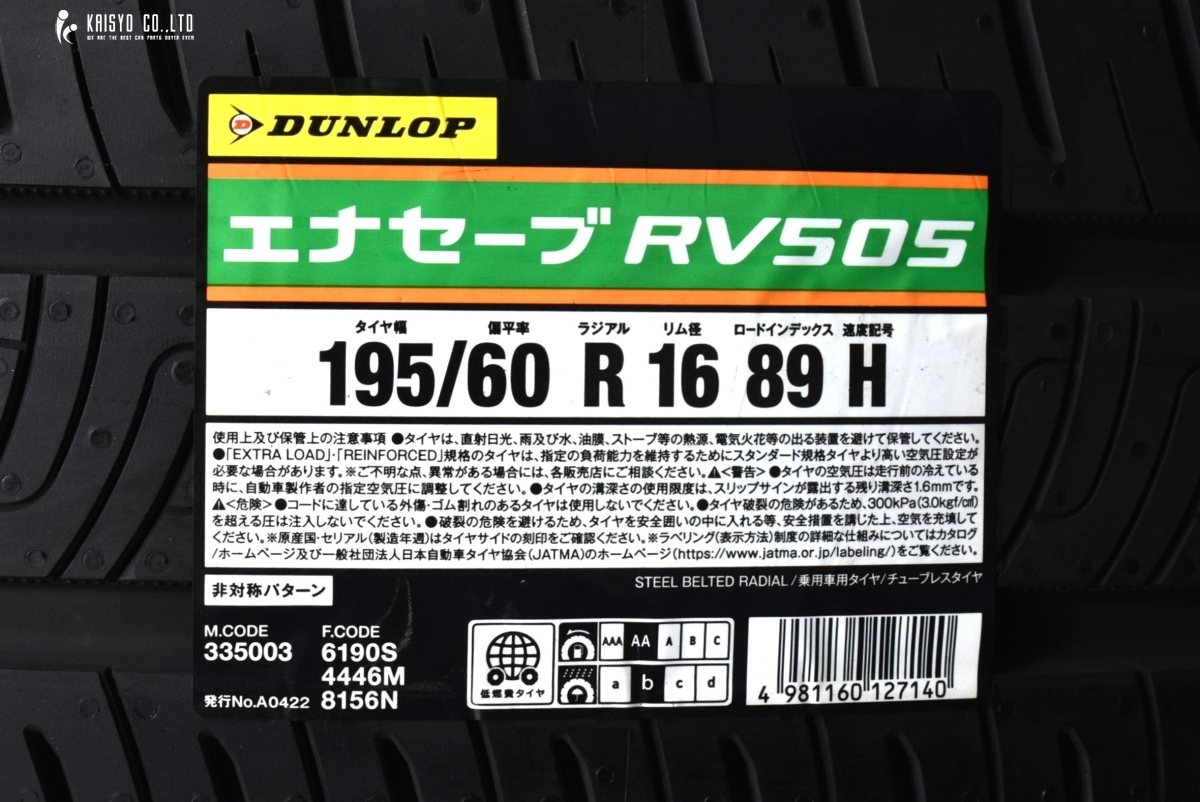 KAISYO CO.,LTD
WE ARE THE BEST CAR PARTS BUYER EVER
D DUNLOP
エナセーブ RV505
タイヤ幅 偏平率 ラジアル リム径 ロードインデックス 速度記号
195/60 R 16 89 H
使用上及び保管上の注意事項 ●タイヤは、直射日光、雨及び水、油膜、ストーブ等の熱源、電気火花等の出る装置を避けて保管してください。
●「EXTRA LOAD」・「REINFORCED」規格のタイヤは、指定の負荷能力を維持するためにスタンダード規格タイヤより高い空気圧設定が
必要な場合があります。※ご不明な点、異常がある場合には、各販売店にご相談ください。⚠<警告> ●タイヤの空気圧は走行前の冷えている
時に、自動車製作者の指定空気圧に調整してください。●タイヤの溝深さの使用限度は、スリップサインが露出する残り溝深さ1.6mmです。
⚠<危険> ●コードに達している外傷・ゴム割れのあるタイヤは使用しないでください。●タイヤ破裂の危険があるため、300kPa(3.0kgf/c㎡)
を超える圧は注入しないでください。●破裂の危険を避けるため、タイヤを安全囲いの中に入れる等、安全措置を講じた上、空気を充填して
ください。※原産国・セリアル(製造年週)はタイヤサイドの刻印をご確認ください。※ラベリング(表示方法)制度の詳細な仕組みについてはカタログ
/ホームページ及び一般社団法人日本自動車タイヤ協会(JATMA)のホームページ(https://www.jatma.or.jp/labeling/)をご覧ください。
STEEL BELTED RADIAL/乗用車用タイヤ/チューブレスタイヤ
非対称パターン
M.CODE F.CODE
335003 6190S
4446M
発行No.A0422 8156N
低燃費タイヤ
AAA AA A B C
a b c d
4 981160 127140